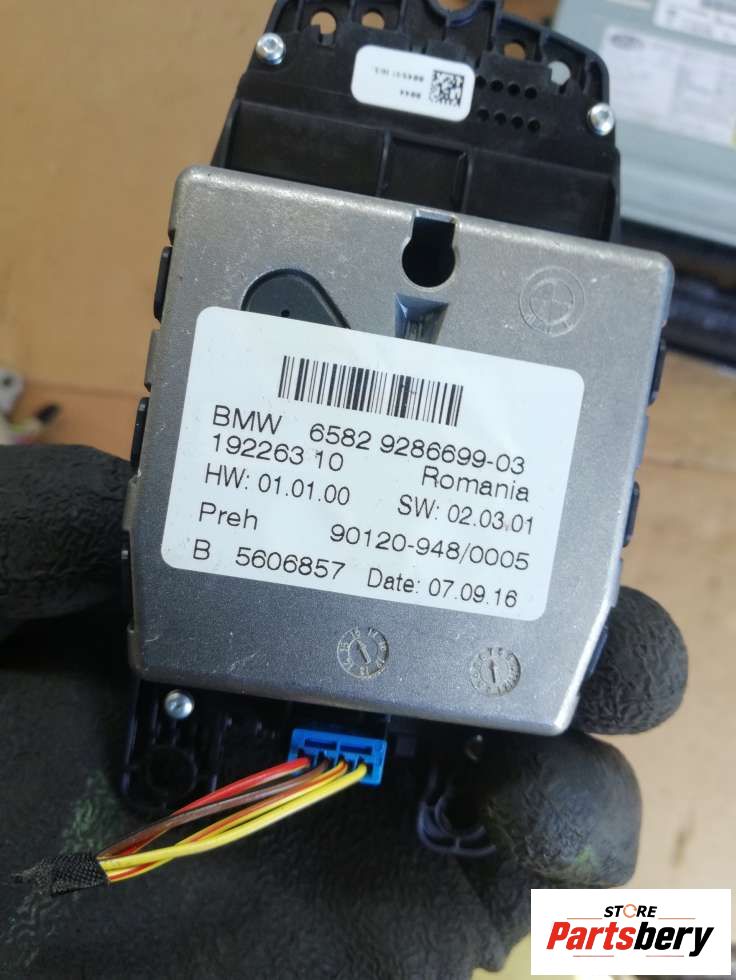 BMW 6582 9286699-03
192263 10 Romania
HW: 01.01.00 SW: 02.03.01
Preh 90120-948/0005
B 5606857 Date: 07.09.16
STORE
Partsbery